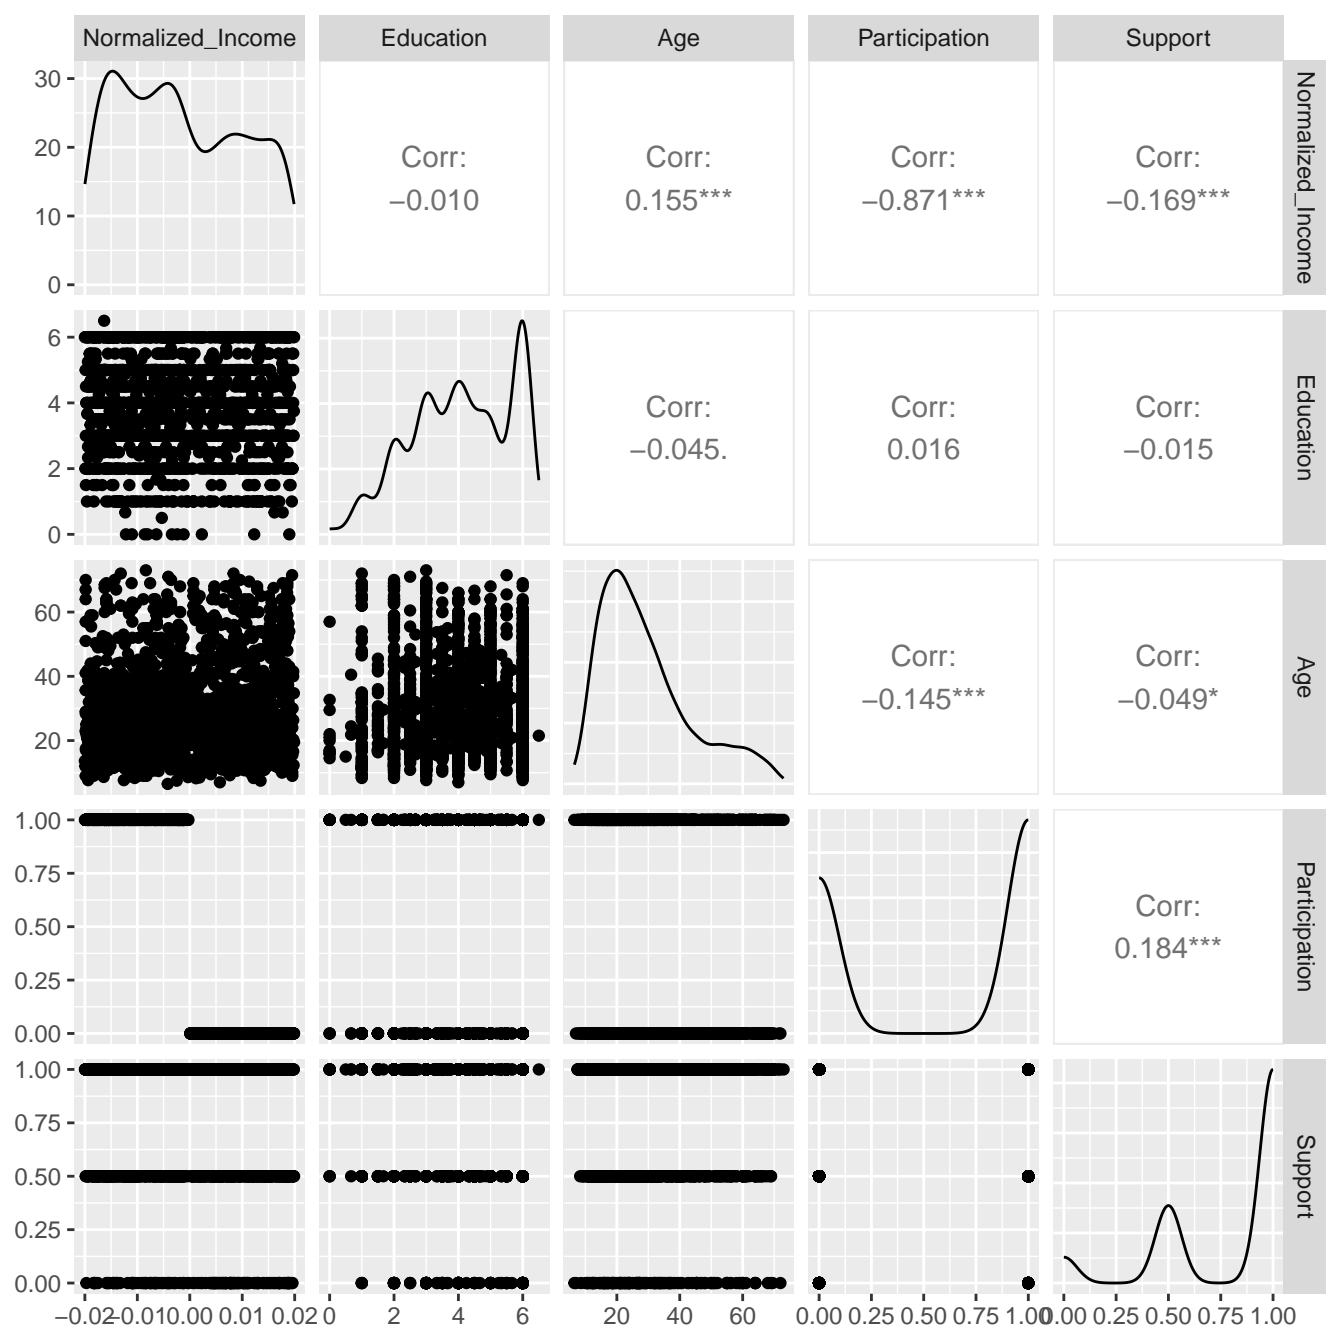 Normalized_Income
Education
Age
Participation
Support
30
20
10
0
Corr:
−0.010
Corr:
0.155***
Corr:
−0.871***
Corr:
−0.169***
Normalized_Income
6
4
2
0
Corr:
−0.045.
Corr:
0.016
Corr:
−0.015
Education
60
40
20
Corr:
−0.145***
Corr:
−0.049*
Age
1.00
0.75
0.50
0.25
0.00
Corr:
0.184***
Participation
1.00
0.75
0.50
0.25
0.00
Support
−0.02 −0.01 0.00 0.01 0.02
0 2 4 6
20 40 60
0.00 0.25 0.50 0.75 1.00
0.00 0.25 0.50 0.75 1.00